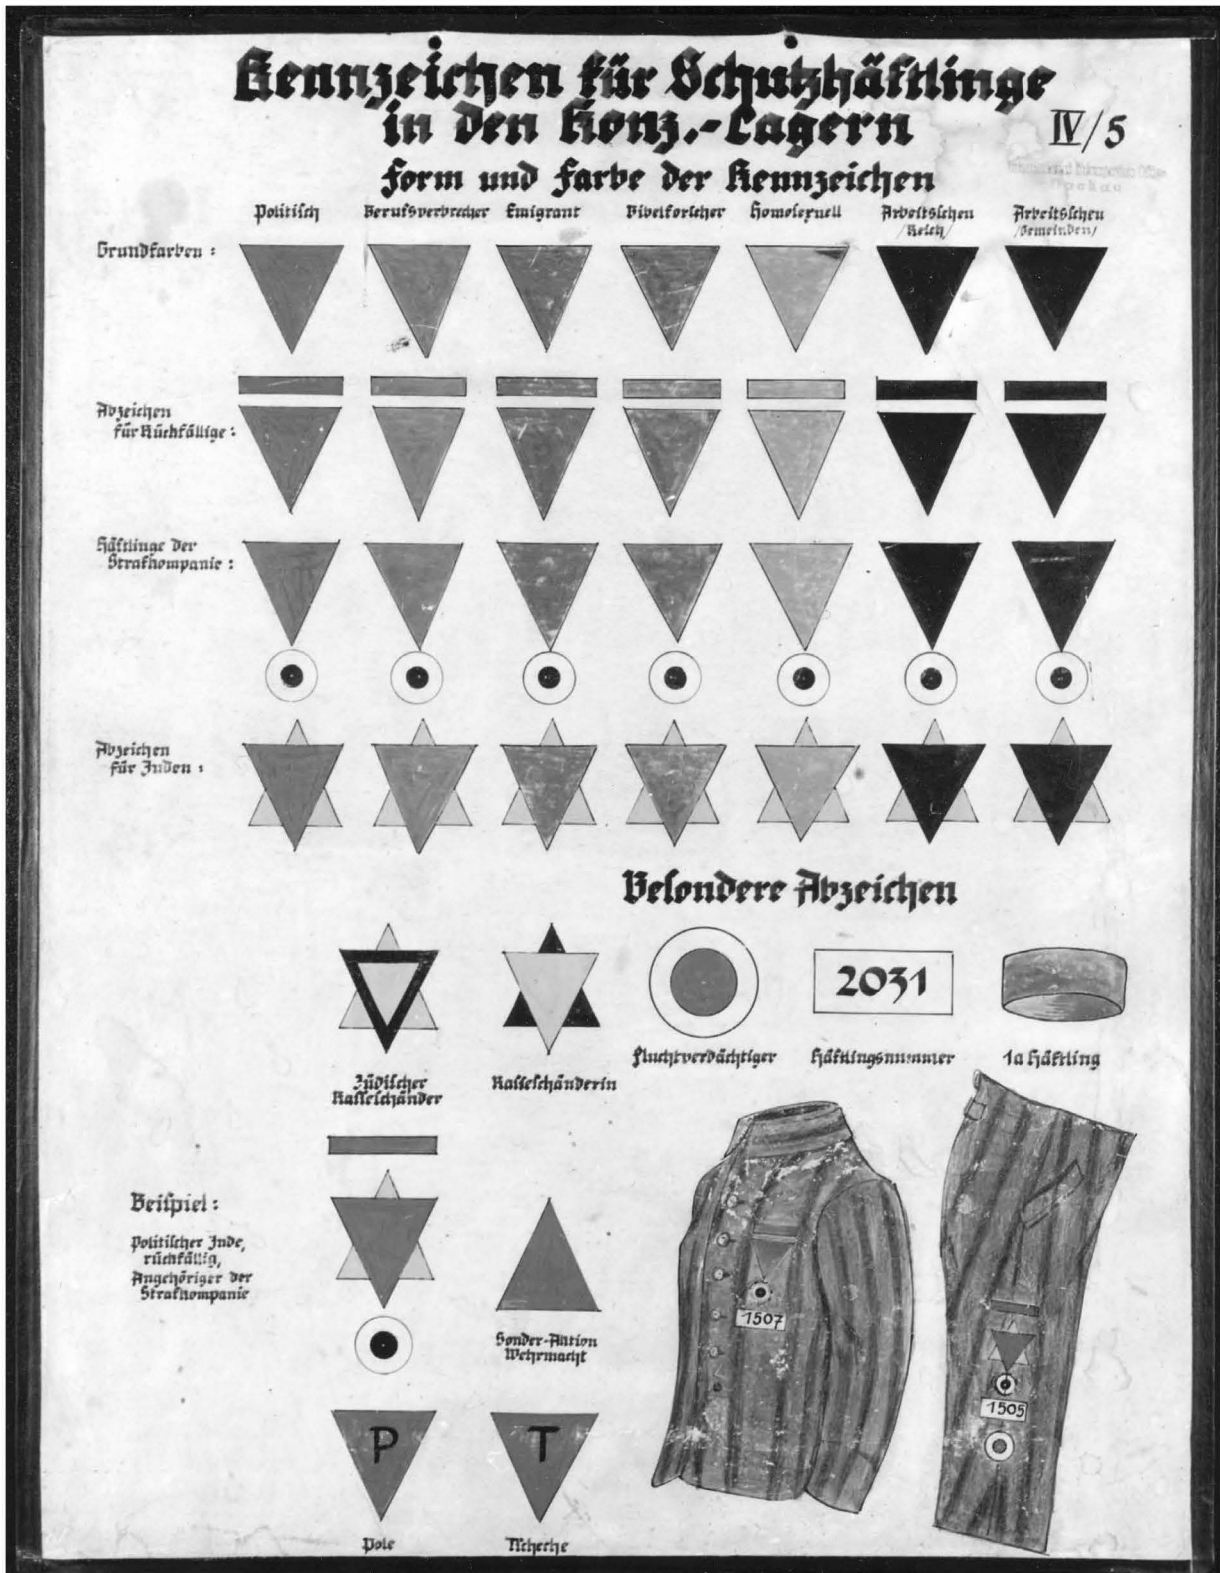 Kennzeichen für Schutzhäftlinge
in den Konz.-Lagern
IV/5
Form und Farbe der Kennzeichen
Politisch
Berufsverbrecher
Emigrant
Bibelforscher
Homosexuell
Arbeitsscheu
/Reich/
Arbeitsscheu
/Gemeinden/
Grundfarben:
Abzeichen
für Rückfällige:
Häftlinge der
Strafkompanie:
Abzeichen
für Juden:
Besondere Abzeichen
2031
Jüdischer
Rasseschänder
Rasseschänderin
Fluchtverdächtiger
Häftlingsnummer
1a Häftling
Beispiel:
Politischer Jude,
rückfällig,
Angehöriger der
Strafkompanie
Sonder-Aktion
Wehrmacht
1507
1505
P
T
Pole
Tscheche